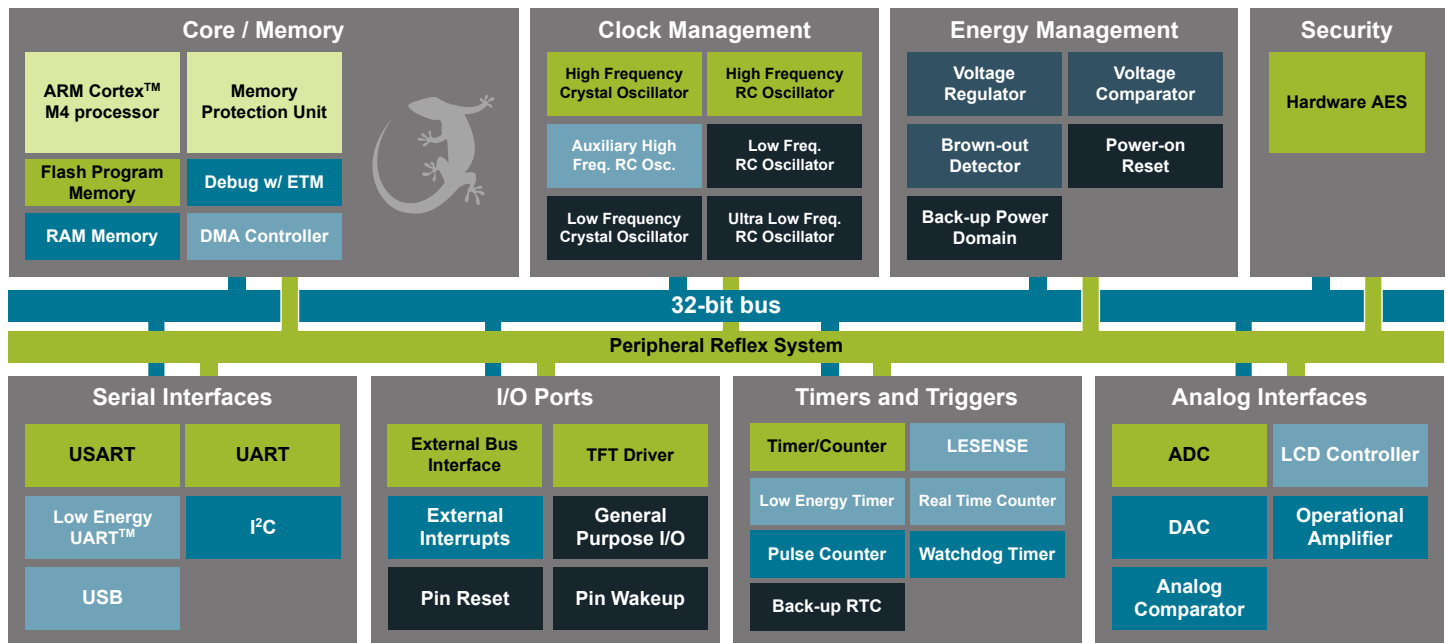 Core / Memory
ARM Cortex™
M4 processor
Memory
Protection Unit
Flash Program
Memory
Debug w/ ETM
RAM Memory
DMA Controller
Clock Management
High Frequency
Crystal Oscillator
High Frequency
RC Oscillator
Auxiliary High
Freq. RC Osc.
Low Freq.
RC Oscillator
Low Frequency
Crystal Oscillator
Ultra Low Freq.
RC Oscillator
Energy Management
Voltage
Regulator
Voltage
Comparator
Brown-out
Detector
Power-on
Reset
Back-up Power
Domain
Security
Hardware AES
32-bit bus
Peripheral Reflex System
Serial Interfaces
USART
UART
Low Energy
UART™
I²C
USB
I/O Ports
External Bus
Interface
TFT Driver
External
Interrupts
General
Purpose I/O
Pin Reset
Pin Wakeup
Timers and Triggers
Timer/Counter
LESENSE
Low Energy Timer
Real Time Counter
Pulse Counter
Watchdog Timer
Back-up RTC
Analog Interfaces
ADC
LCD Controller
DAC
Operational
Amplifier
Analog
Comparator